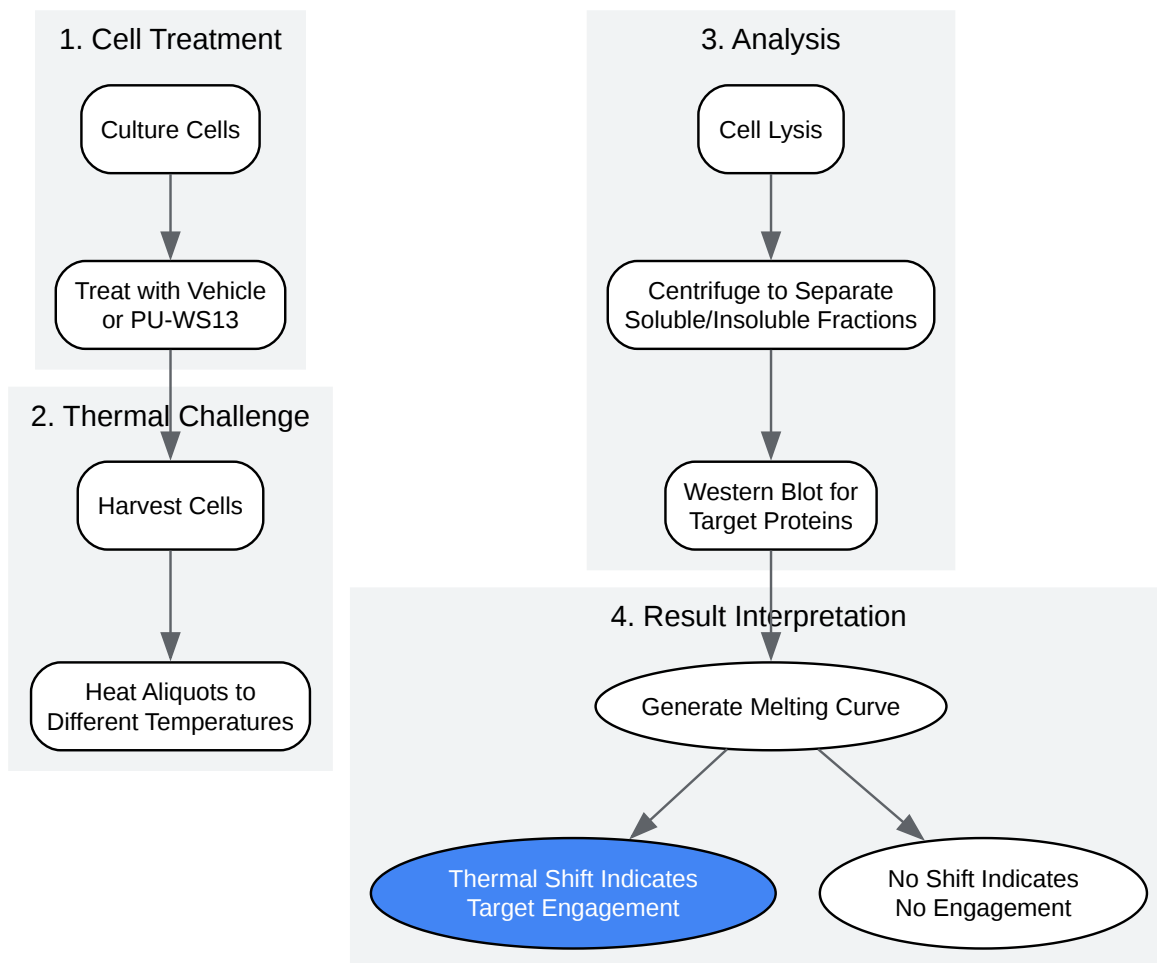 1. Cell Treatment
Culture Cells
Treat with Vehicle
or PU-WS13
2. Thermal Challenge
Harvest Cells
Heat Aliquots to
Different Temperatures
3. Analysis
Cell Lysis
Centrifuge to Separate
Soluble/Insoluble Fractions
Western Blot for
Target Proteins
4. Result Interpretation
Generate Melting Curve
Thermal Shift Indicates
Target Engagement
No Shift Indicates
No Engagement